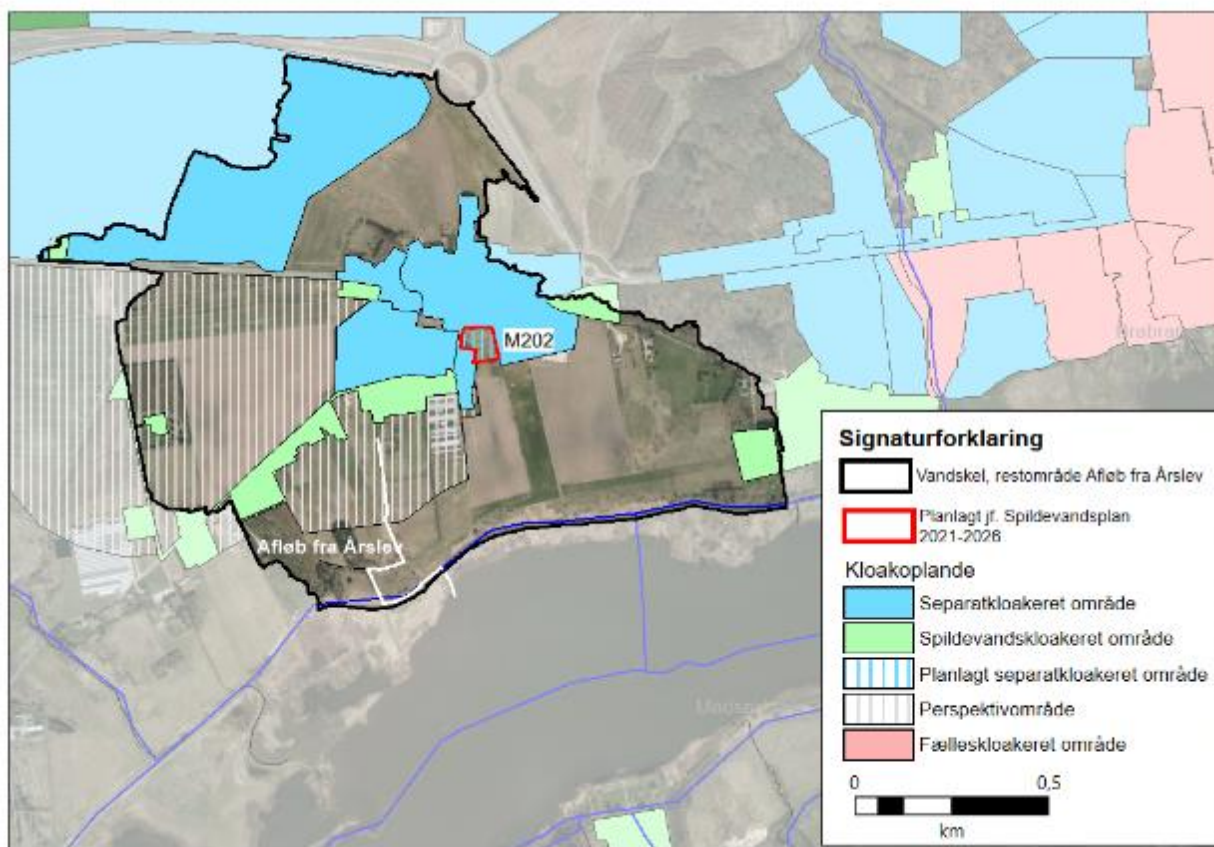 M202
Afløb fra Årslev
Signaturforklaring
Vandskel, restområde Afløb fra Årslev
Planlagt jf. Spildevandsplan
2021-2026
Kloakoplande
Separatkloakeret område
Spildevandskloakeret område
Planlagt separatkloakeret område
Perspektivområde
Fælleskloakeret område
0 0,5
km